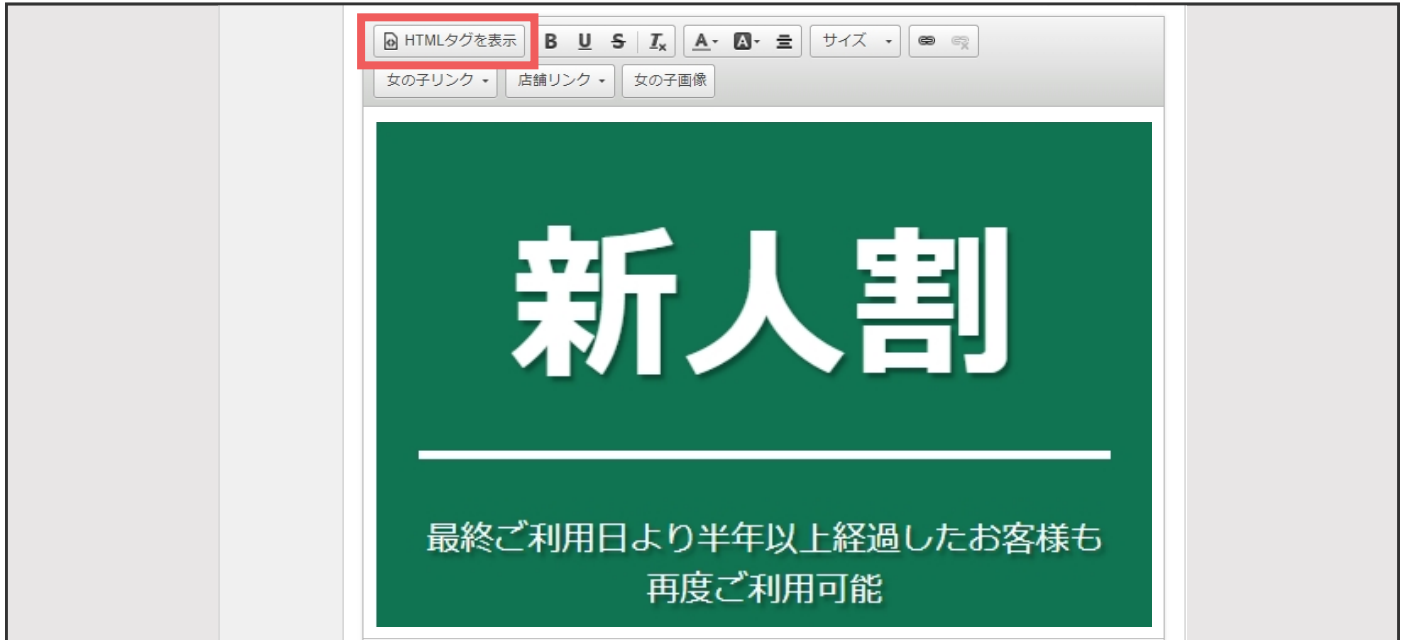 HTMLタグを表示 B U S Ix A A サイズ
女の子リンク 店舗リンク 女の子画像
新人割
最終ご利用日より半年以上経過したお客様も
再度ご利用可能